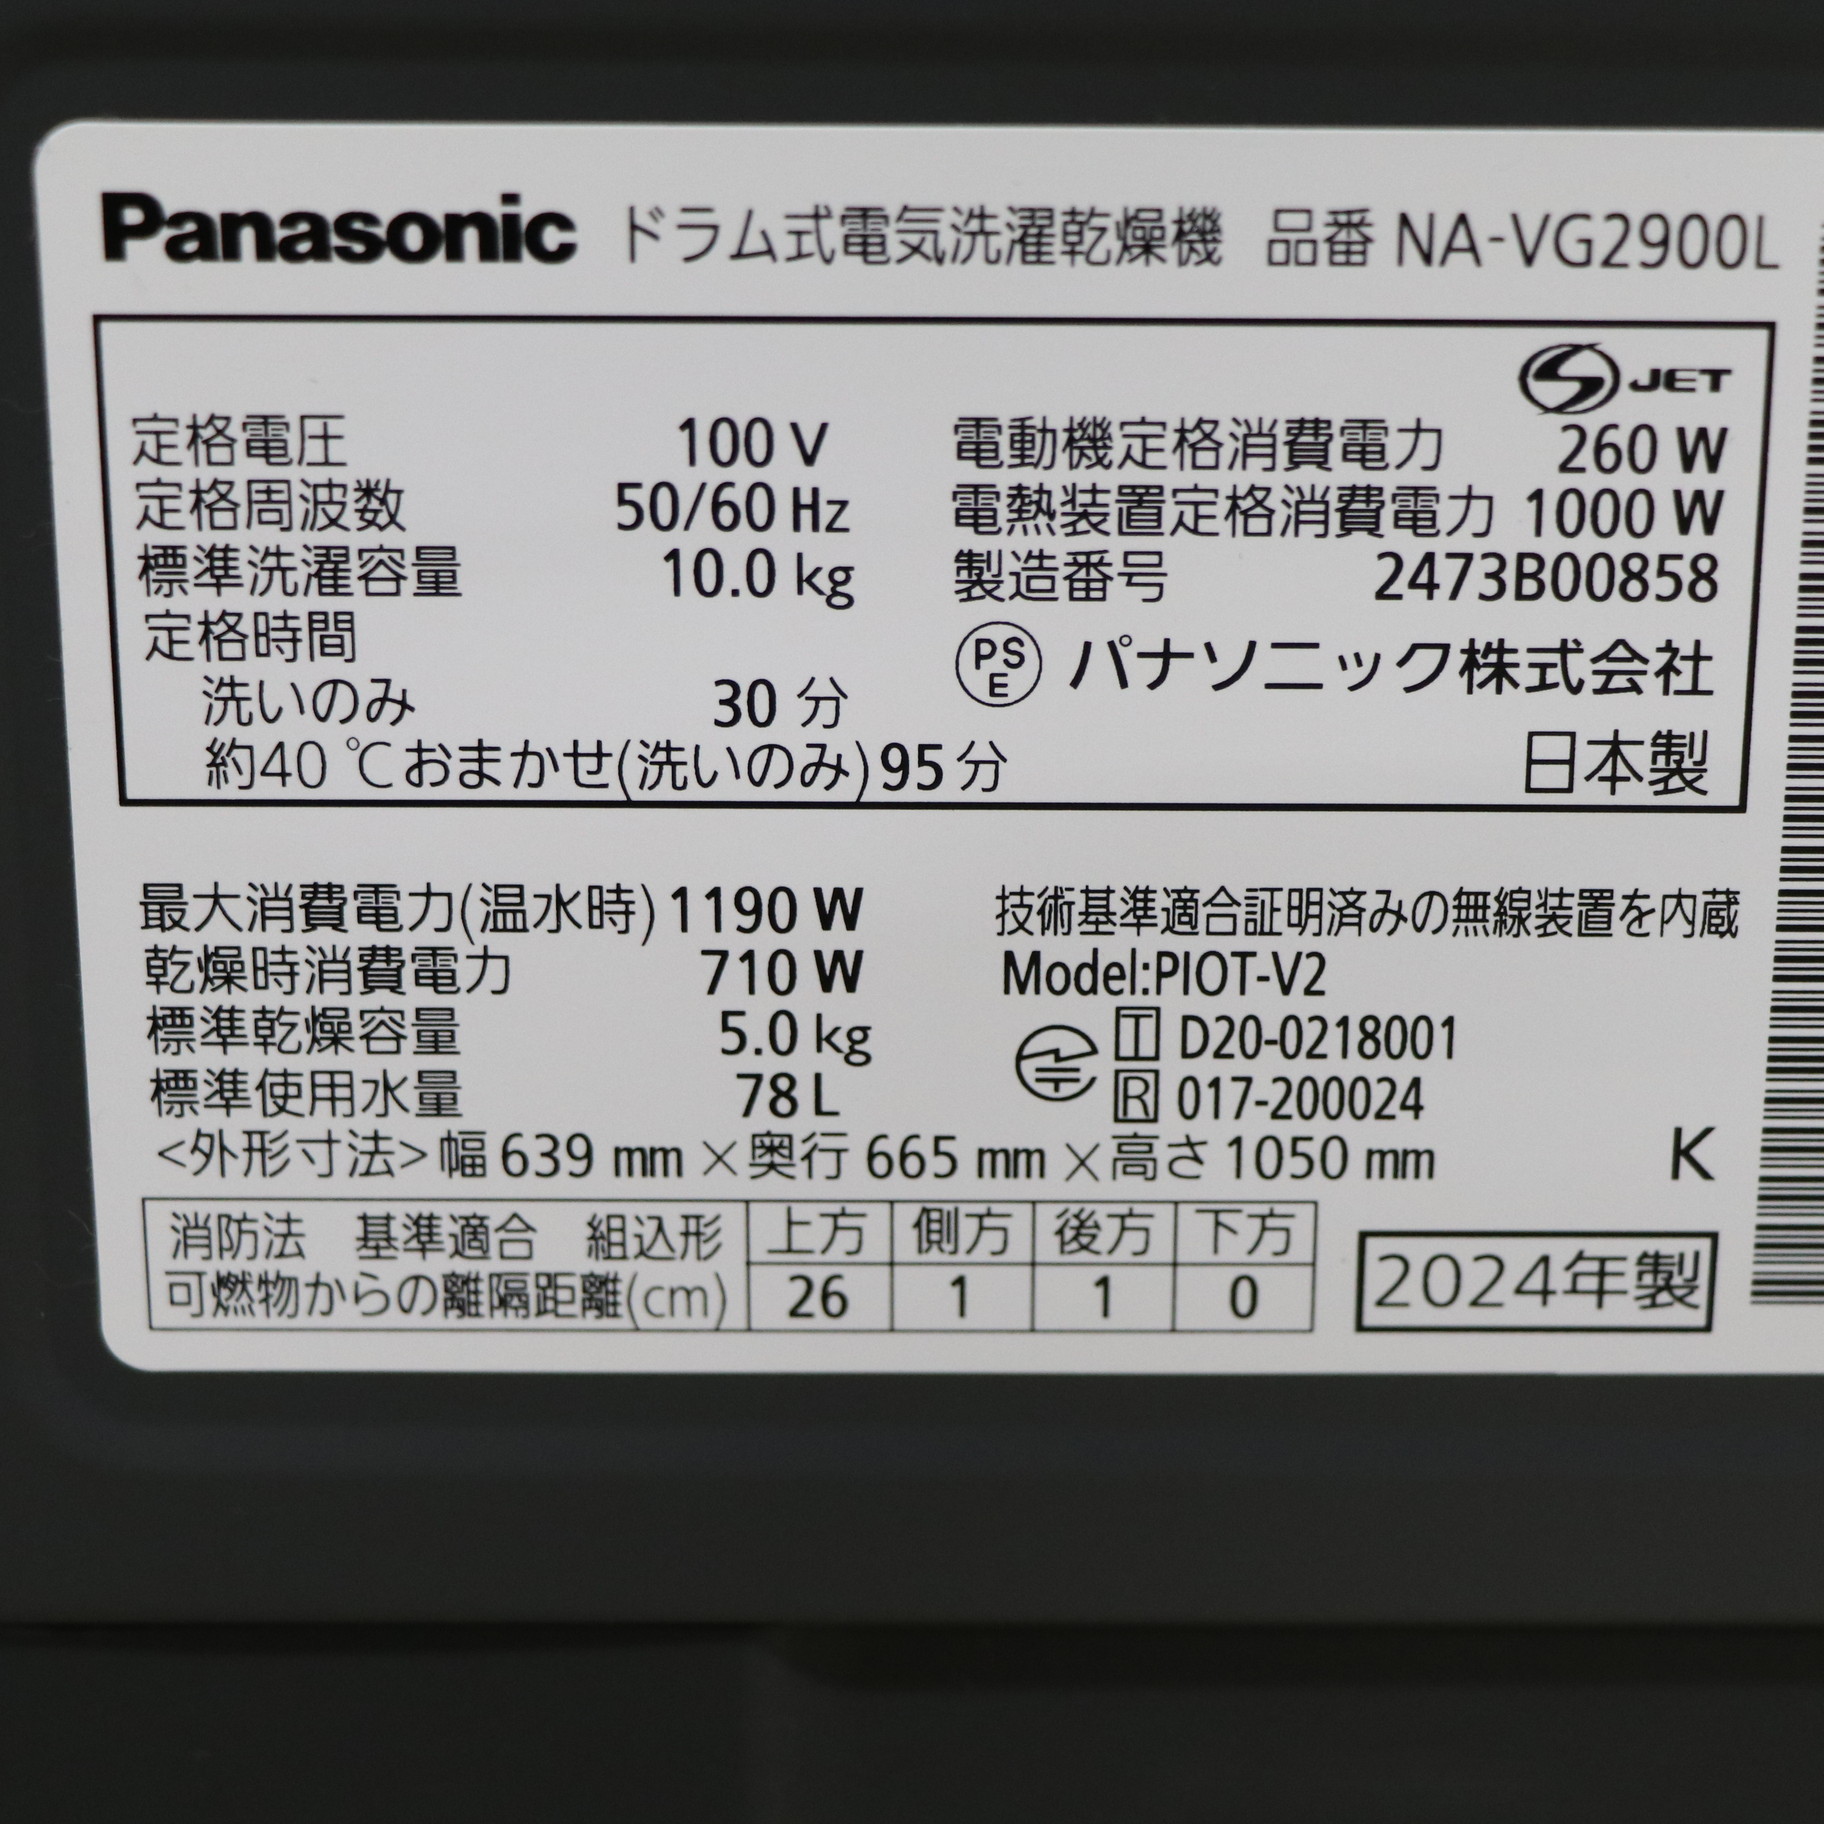 Panasonic ドラム式電気洗濯乾燥機 品番 NA-VG2900L
S JET
定格電圧 100 V
定格周波数 50/60 Hz
標準洗濯容量 10.0 kg
定格時間
洗いのみ 30 分
約40℃おまかせ(洗いのみ) 95 分
電動機定格消費電力 260 W
電熱装置定格消費電力 1000 W
製造番号 2473B00858
PSE パナソニック株式会社
日本製
最大消費電力(温水時) 1190 W
乾燥時消費電力 710 W
標準乾燥容量 5.0 kg
標準使用水量 78 L
技術基準適合証明済みの無線装置を内蔵
Model:PIOT-V2
T D20-0218001
R 017-200024
<外形寸法> 幅 639 mm ×奥行 665 mm ×高さ 1050 mm
K
消防法 基準適合 組込形 上方 側方 後方 下方
可燃物からの離隔距離(cm) 26 1 1 0
2024年製